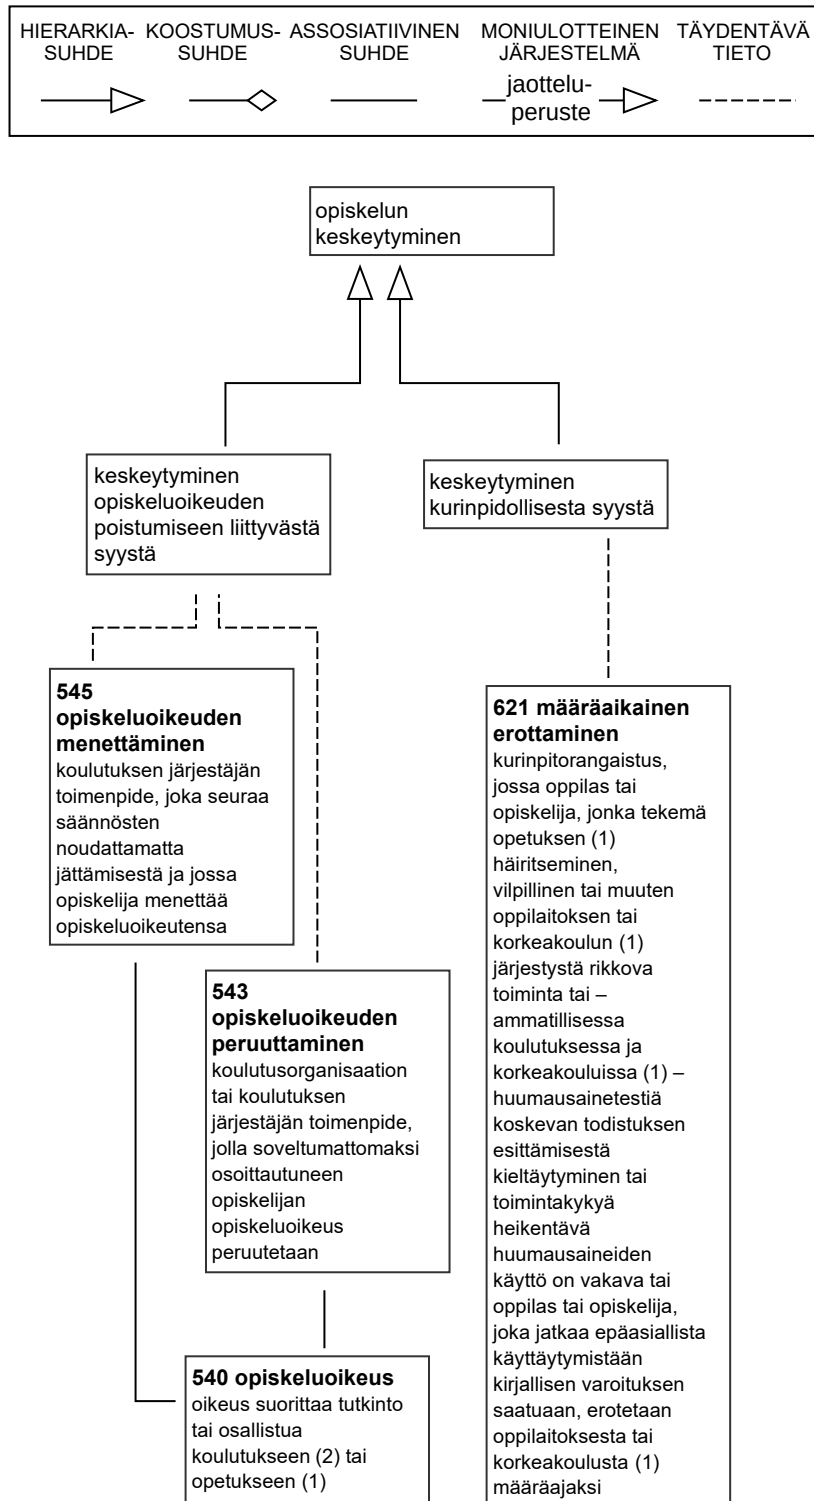 HIERARKIA-
SUHDE
KOOSTUMUS-
SUHDE
ASSOSIATIIVINEN
SUHDE
MONIULOTTEINEN
JÄRJESTELMÄ
TÄYDENTÄVÄ
TIETO
jaottelu-
peruste
opiskelun
keskeytyminen
keskeytyminen
opiskeluoikeuden
poistumiseen liittyvästä
syystä
keskeytyminen
kurinpidollisesta syystä
545
opiskeluoikeuden
menettäminen
koulutuksen järjestäjän
toimenpide, joka seuraa
säännösten
noudattamatta
jättämisestä ja jossa
opiskelija menettää
opiskeluoikeutensa
543
opiskeluoikeuden
peruuttaminen
koulutusorganisaation
tai koulutuksen
järjestäjän toimenpide,
jolla soveltumattomaksi
osoittautuneen
opiskelijan
opiskeluoikeus
peruutetaan
540 opiskeluoikeus
oikeus suorittaa tutkinto
tai osallistua
koulutukseen (2) tai
opetukseen (1)
621 määräaikainen
erottaminen
kurinpitorangaistus,
jossa oppilas tai
opiskelija, jonka tekemä
opetuksen (1)
häiritseminen,
vilpillinen tai muuten
oppilaitoksen tai
korkeakoulun (1)
järjestystä rikkova
toiminta tai –
ammatillisessa
koulutuksessa ja
korkeakouluissa (1) –
huumausainetestiä
koskevan todistuksen
esittämisestä
kieltäytyminen tai
toimintakykyä
heikentävä
huumausaineiden
käyttö on vakava tai
oppilas tai opiskelija,
joka jatkaa epäasiallista
käyttäytymistään
kirjallisen varoituksen
saatuaan, erotetaan
oppilaitoksesta tai
korkeakoulusta (1)
määräajaksi